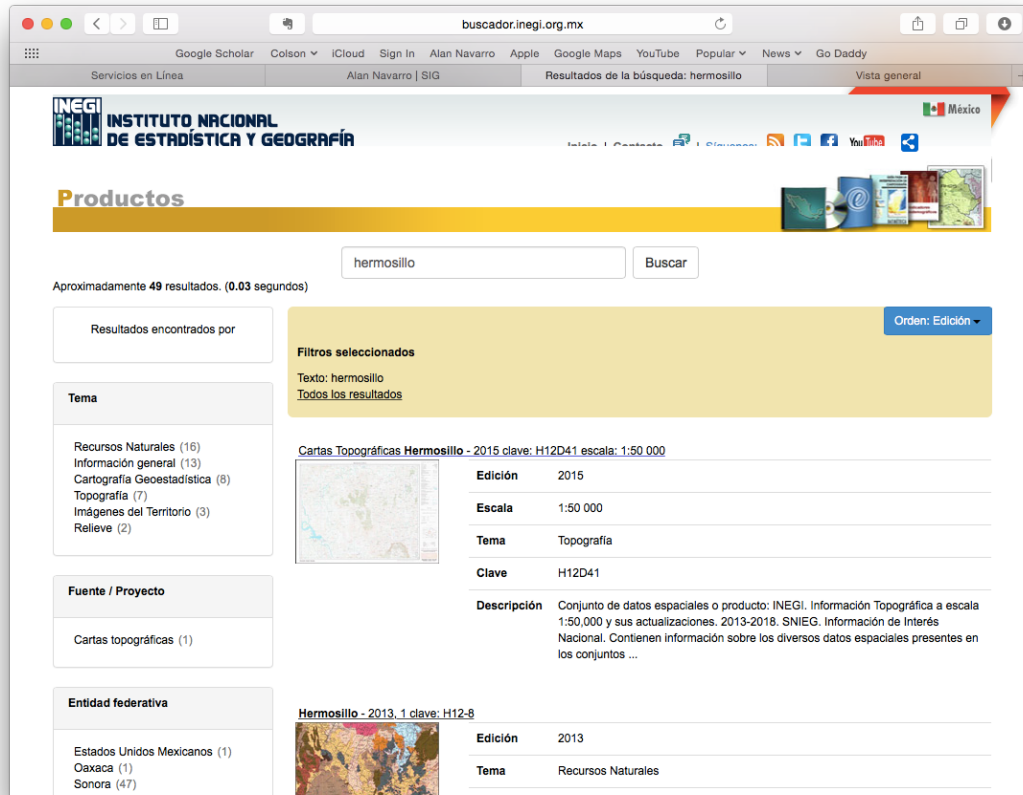 buscador.inegi.org.mx
Google Scholar Colson iCloud Sign In Alan Navarro Apple Google Maps YouTube Popular News Go Daddy
Servicios en Línea Alan Navarro | SIG Resultados de la búsqueda: hermosillo Vista general
INEGI INSTITUTO NACIONAL
DE ESTADÍSTICA Y GEOGRAFÍA
México
Inicio | Contacto | Síguenos: You Tube
Productos
hermosillo Buscar
Aproximadamente 49 resultados. (0.03 segundos)
Resultados encontrados por
Orden: Edición
Filtros seleccionados
Texto: hermosillo
Todos los resultados
Tema
Recursos Naturales (16)
Información general (13)
Cartografía Geoestadística (8)
Topografía (7)
Imágenes del Territorio (3)
Relieve (2)
Fuente / Proyecto
Cartas topográficas (1)
Entidad federativa
Estados Unidos Mexicanos (1)
Oaxaca (1)
Sonora (47)
Cartas Topográficas Hermosillo - 2015 clave: H12D41 escala: 1:50 000
Edición 2015
Escala 1:50 000
Tema Topografía
Clave H12D41
Descripción Conjunto de datos espaciales o producto: INEGI. Información Topográfica a escala
1:50,000 y sus actualizaciones. 2013-2018. SNIEG. Información de Interés
Nacional. Contienen información sobre los diversos datos espaciales presentes en
los conjuntos ...
Hermosillo - 2013, 1 clave: H12-8
Edición 2013
Tema Recursos Naturales